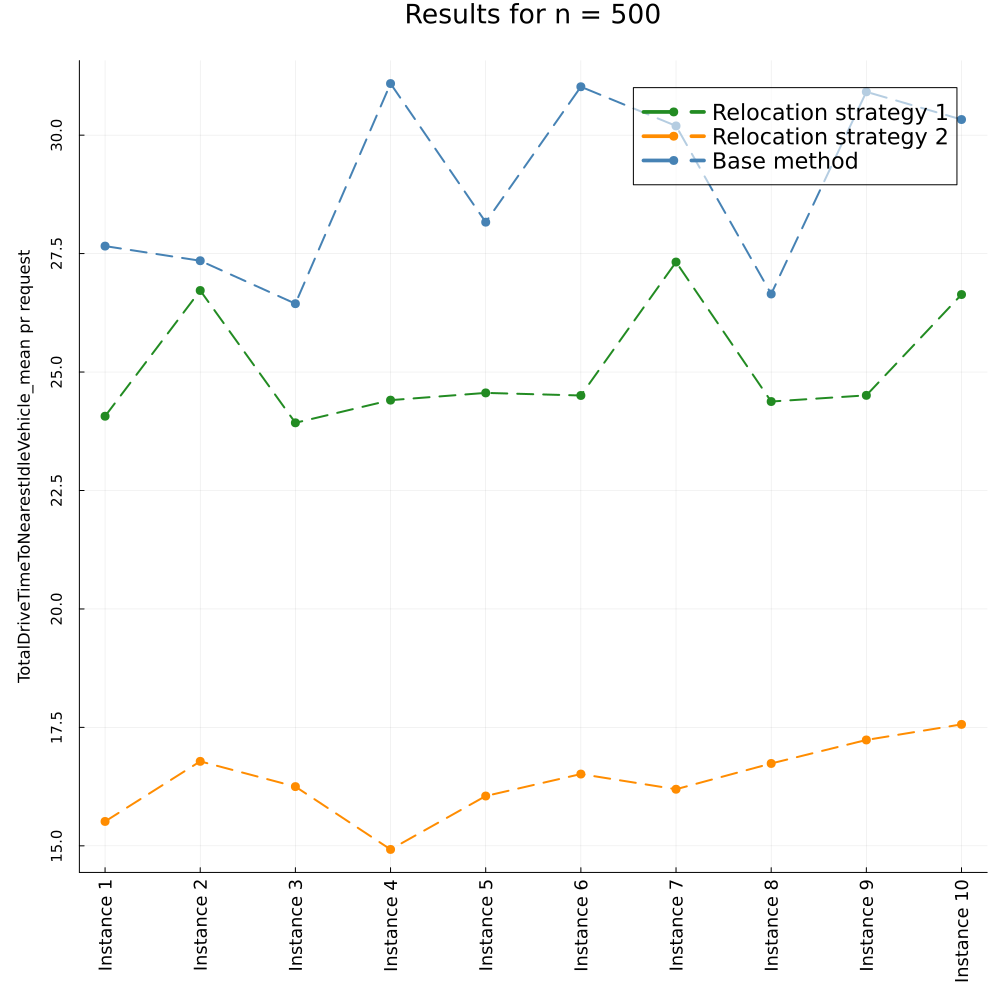 Results for n = 500
Relocation strategy 1
Relocation strategy 2
Base method
TotalDriveTimeToNearestIdleVehicle_mean pr request
30.0
27.5
25.0
22.5
20.0
17.5
15.0
Instance 1
Instance 2
Instance 3
Instance 4
Instance 5
Instance 6
Instance 7
Instance 8
Instance 9
Instance 10